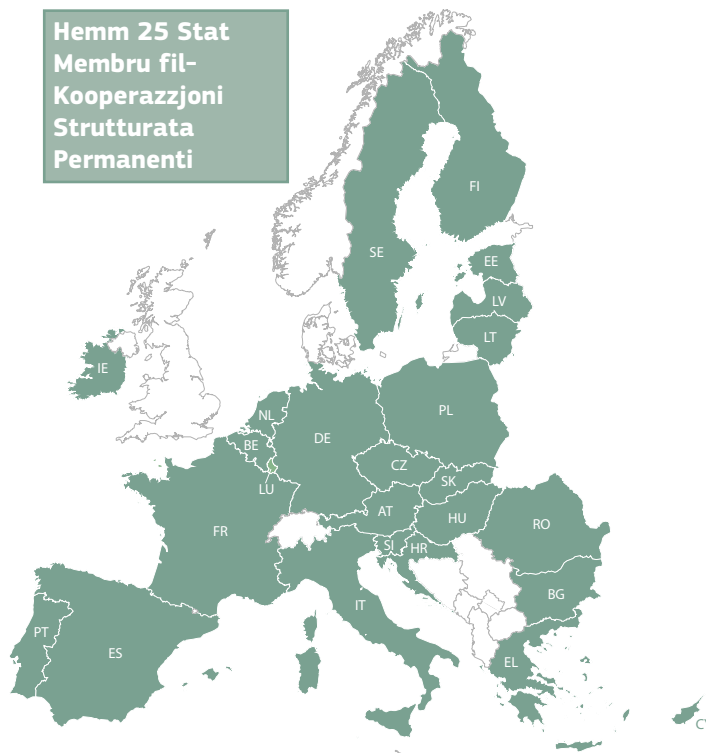 Hemm 25 Stat
Membru fil-
Kooperazzjoni
Strutturata
Permanenti
FI
SE
EE
LV
LT
IE
PL
NL
DE
BE
CZ
LU
SK
AT
HU
RO
FR
SI
HR
BG
IT
PT
ES
EL